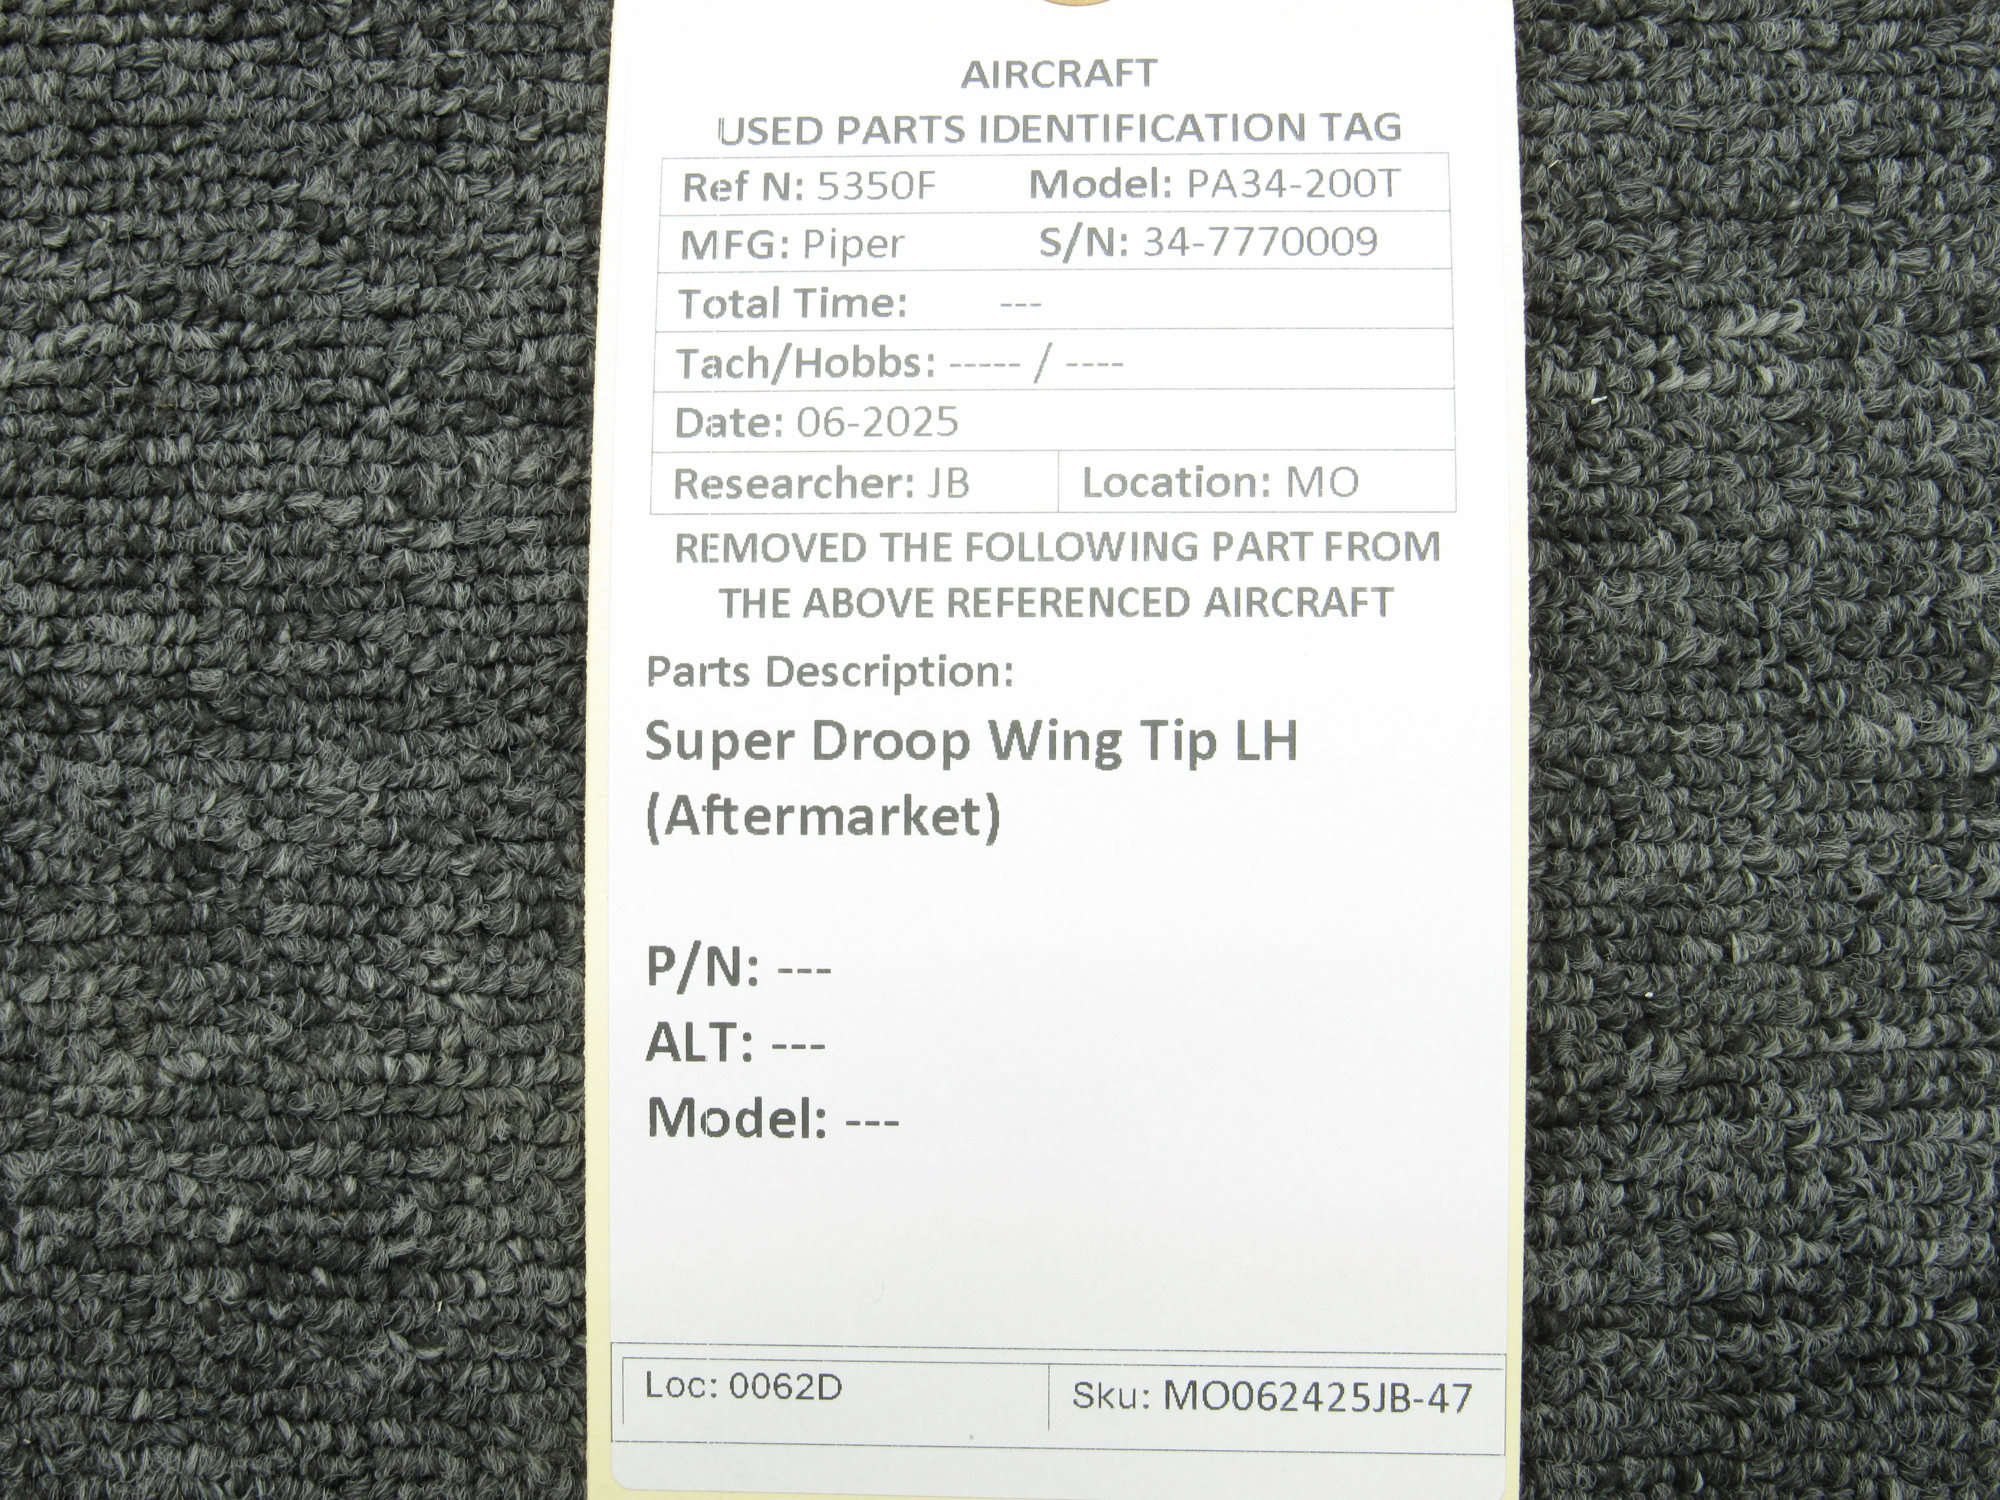 AIRCRAFT
USED PARTS IDENTIFICATION TAG
Ref N: 5350F Model: PA34-200T
MFG: Piper S/N: 34-7770009
Total Time: ---
Tach/Hobbs: ----- / ----
Date: 06-2025
Researcher: JB Location: MO
REMOVED THE FOLLOWING PART FROM
THE ABOVE REFERENCED AIRCRAFT
Parts Description:
Super Droop Wing Tip LH
(Aftermarket)
P/N: ---
ALT: ---
Model: ---
Loc: 0062D Sku: MO062425JB-47